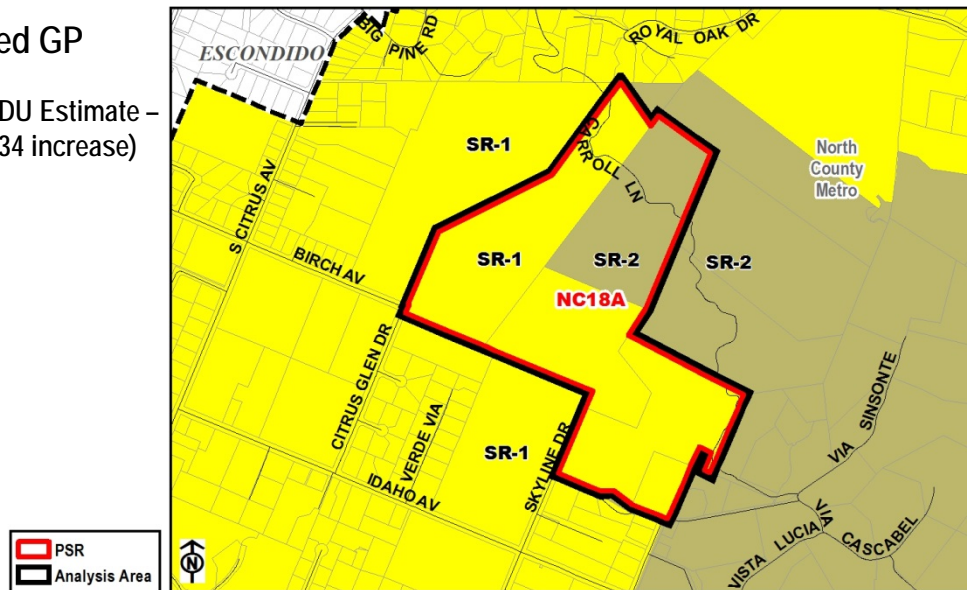 ed GP
DU Estimate –
34 increase)
ESCONDIDO
BIG PINE RD
ROYAL OAK DR
CARROLL LN
SR-1
North
County
Metro
S CITRUS AV
BIRCH AV
SR-1
SR-2
SR-2
NC18A
CITRUS GLEN DR
VERDE VIA
SR-1
IDAHO AV
SKYLINE DR
VIA SINSONTE
VISTA LUCIA
VIA CASCABEL
PSR
Analysis Area
N